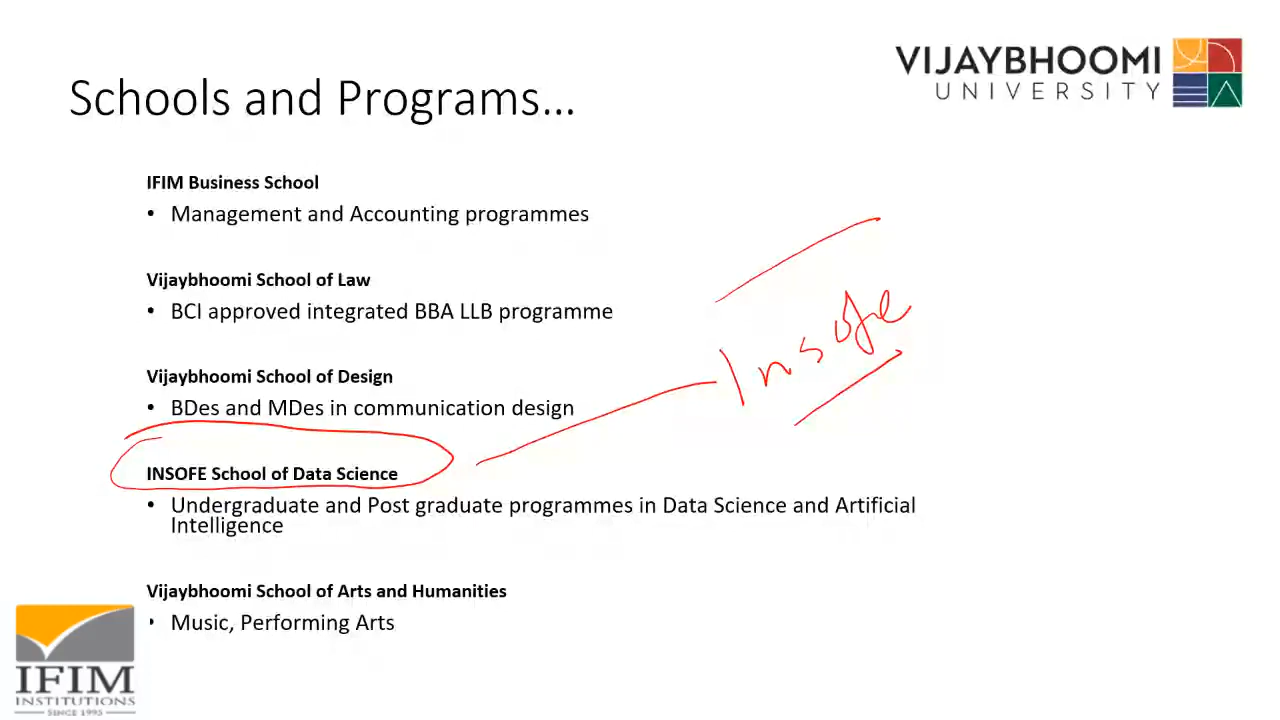 VIJAYBHOOMI
UNIVERSITY
Schools and Programs...
IFIM Business School
• Management and Accounting programmes
Vijaybhoomi School of Law
• BCI approved integrated BBA LLB programme
Insofe
Vijaybhoomi School of Design
• BDes and MDes in communication design
INSOFE School of Data Science
• Undergraduate and Post graduate programmes in Data Science and Artificial
Intelligence
Vijaybhoomi School of Arts and Humanities
• Music, Performing Arts
IFIM
INSTITUTIONS
SINCE 1995